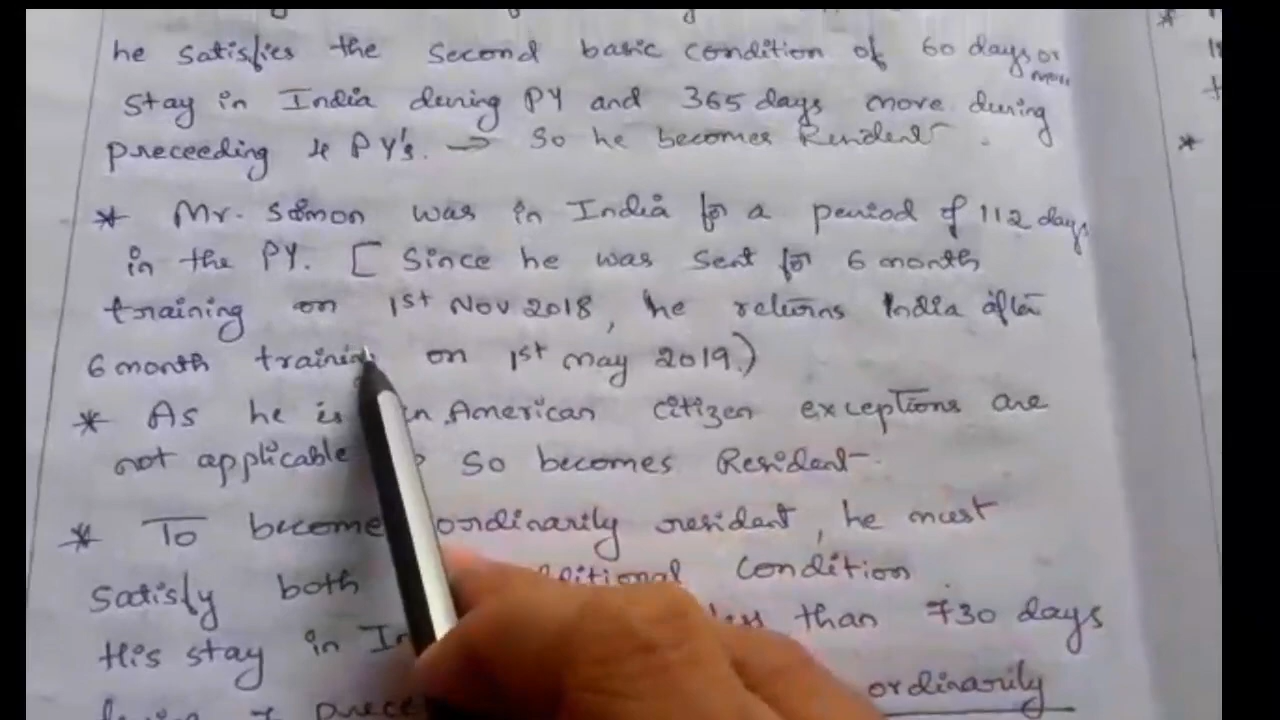 he satisfies the second basic condition of 60 days or more
stay in India during PY and 365 days more during
preceeding 4 PY's. → So he becomes Resident.
* Mr. Simon was in India for a period of 112 days
in the PY. [ Since he was sent for 6 month
training on 1st Nov 2018, he returns India after
6 month training on 1st may 2019.)
* As he is an American citizen exceptions are
not applicable so becomes Resident.
* To become ordinarily resident, he must
satisfy both additional condition
His stay in less than 730 days
ordinarily